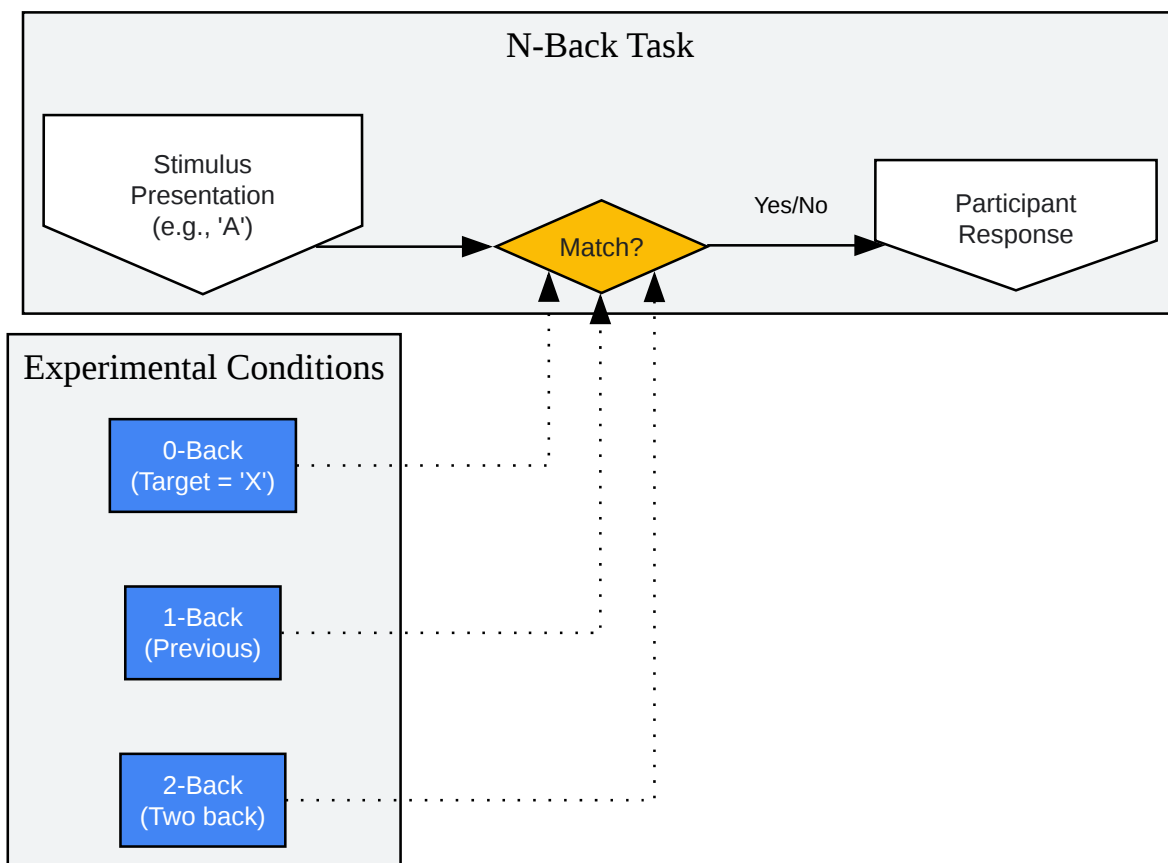 N-Back Task
Stimulus
Presentation
(e.g., 'A')
Match?
Yes/No
Participant
Response
Experimental Conditions
0-Back
(Target = 'X')
1-Back
(Previous)
2-Back
(Two back)